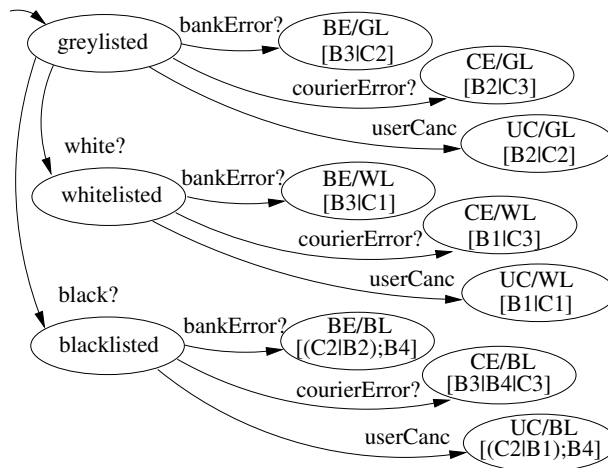 greylisted
bankError?
BE/GL
[B3|C2]
courierError?
CE/GL
[B2|C3]
userCanc
UC/GL
[B2|C2]
white?
whitelisted
bankError?
BE/WL
[B3|C1]
courierError?
CE/WL
[B1|C3]
userCanc
UC/WL
[B1|C1]
black?
blacklisted
bankError?
BE/BL
[(C2|B2);B4]
courierError?
CE/BL
[B3|B4|C3]
userCanc
UC/BL
[(C2|B1);B4]